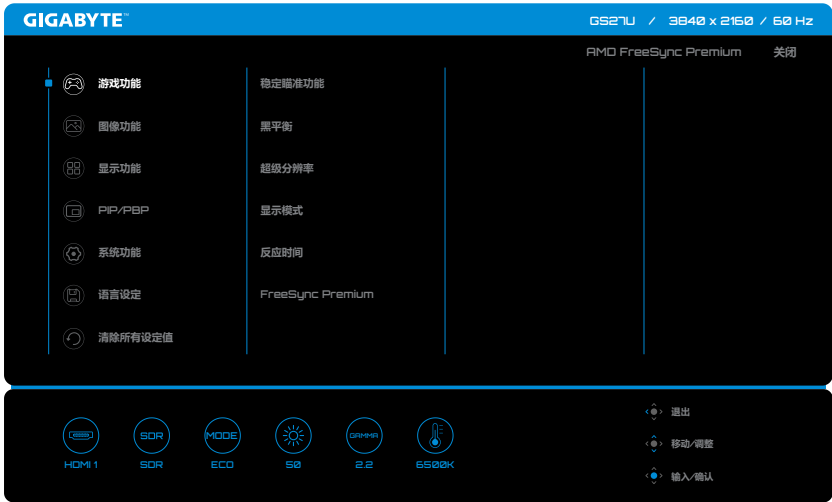 GIGABYTE™
GS27U / 3840 x 2160 / 60 Hz
AMD FreeSync Premium 关闭
游戏功能 稳定瞄准功能
图像功能 黑平衡
显示功能 超级分辨率
PIP/PBP 显示模式
系统功能 反应时间
语言设定 FreeSync Premium
清除所有设定值
退出
SDR MODE GAMMA
移动/调整
HDMI 1 SDR ECO 50 2.2 6500K
输入/确认